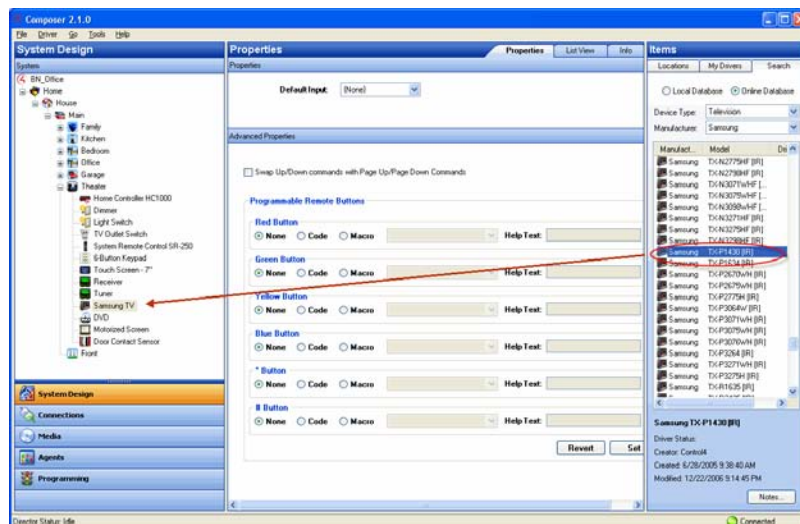 Composer 2.1.0
File Driver Go Tools Help
System Design
System
BN_Office
Home
House
Main
Family
Kitchen
Bedroom
Office
Garage
Theater
Home Controller HC1000
Dimmer
Light Switch
TV Outlet Switch
System Remote Control SR-250
6-Button Keypad
Touch Screen - 7"
Receiver
Tuner
Samsung TV
DVD
Motorized Screen
Door Contact Sensor
Front
System Design
Connections
Media
Agents
Programming
Director Status: Idle
Properties
Properties List View Info
Properties
Default Input: (None)
Advanced Properties
Swap Up/Down commands with Page Up/Page Down Commands
Programmable Remote Buttons
Red Button
None Code Macro Help Text:
Green Button
None Code Macro Help Text:
Yellow Button
None Code Macro Help Text:
Blue Button
None Code Macro Help Text:
* Button
None Code Macro Help Text:
# Button
None Code Macro Help Text:
Revert Set
Items
Locations My Drivers Search
Local Database Online Database
Device Type: Television
Manufacturer: Samsung
Manufact... Model De
Samsung TX-N2775HF [IR]
Samsung TX-N2798HF [IR]
Samsung TX-N3071WHF [...
Samsung TX-N3075WHF [...
Samsung TX-N3098WHF [...
Samsung TX-N3271HF [IR]
Samsung TX-N3275HF [IR]
Samsung TX-N3298HF [IR]
Samsung TX-P1430 [IR]
Samsung TX-P1634 [IR]
Samsung TX-P2670WH [IR]
Samsung TX-P2679WH [IR]
Samsung TX-P2775H [IR]
Samsung TX-P3064W [IR]
Samsung TX-P3071WH [IR]
Samsung TX-P3075WH [IR]
Samsung TX-P3076WH [IR]
Samsung TX-P3264 [IR]
Samsung TX-P3271WH [IR]
Samsung TX-P3275H [IR]
Samsung TX-R1635 [IR]
Samsung TX-P1430 [IR]
Driver Status:
Creator: Control4
Created: 6/28/2005 9:38:40 AM
Modified: 12/22/2006 9:14:45 PM
Notes...
Connected